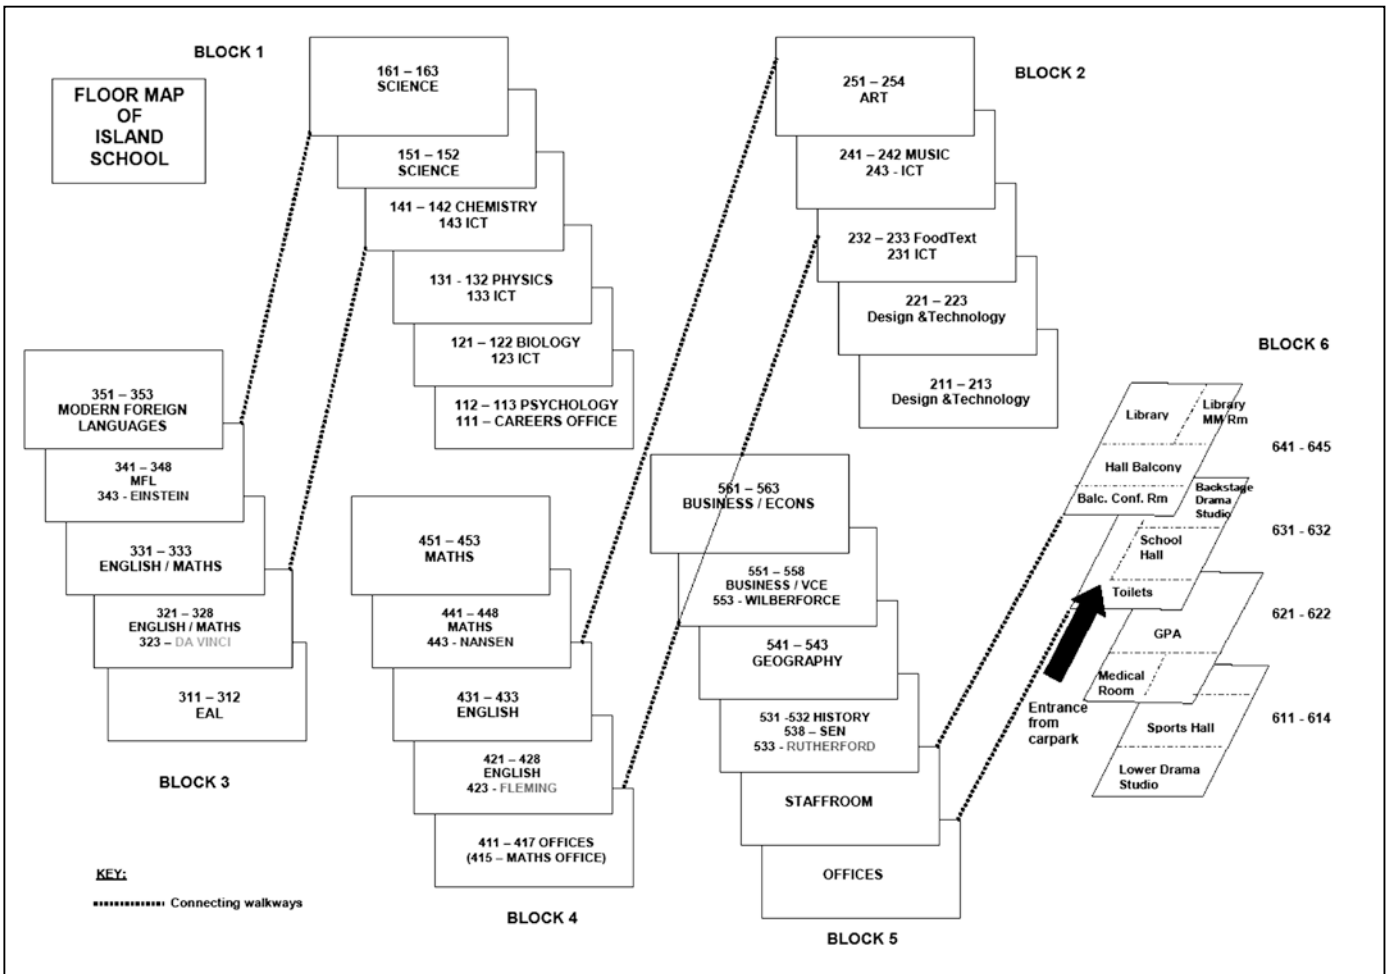 FLOOR MAP
OF
ISLAND
SCHOOL
BLOCK 1
161 – 163
SCIENCE
151 – 152
SCIENCE
141 – 142 CHEMISTRY
143 ICT
131 - 132 PHYSICS
133 ICT
121 – 122 BIOLOGY
123 ICT
112 – 113 PSYCHOLOGY
111 – CAREERS OFFICE
BLOCK 2
251 – 254
ART
241 – 242 MUSIC
243 - ICT
232 – 233 FoodText
231 ICT
221 – 223
Design &Technology
211 – 213
Design &Technology
351 – 353
MODERN FOREIGN
LANGUAGES
341 – 348
MFL
343 - EINSTEIN
331 – 333
ENGLISH / MATHS
321 – 328
ENGLISH / MATHS
323 – DA VINCI
311 – 312
EAL
BLOCK 3
451 – 453
MATHS
441 – 448
MATHS
443 - NANSEN
431 – 433
ENGLISH
421 – 428
ENGLISH
423 - FLEMING
411 – 417 OFFICES
(415 – MATHS OFFICE)
BLOCK 4
561 – 563
BUSINESS / ECONS
551 – 558
BUSINESS / VCE
553 - WILBERFORCE
541 – 543
GEOGRAPHY
531 -532 HISTORY
538 – SEN
533 - RUTHERFORD
STAFFROOM
OFFICES
BLOCK 5
BLOCK 6
Library
Library
MM Rm
Hall Balcony
Balc. Conf. Rm
641 - 645
Backstage
Drama
Studio
School
Hall
Toilets
631 – 632
GPA
Medical
Room
621 – 622
Sports Hall
Lower Drama
Studio
611 - 614
Entrance
from
carpark
KEY:
Connecting walkways